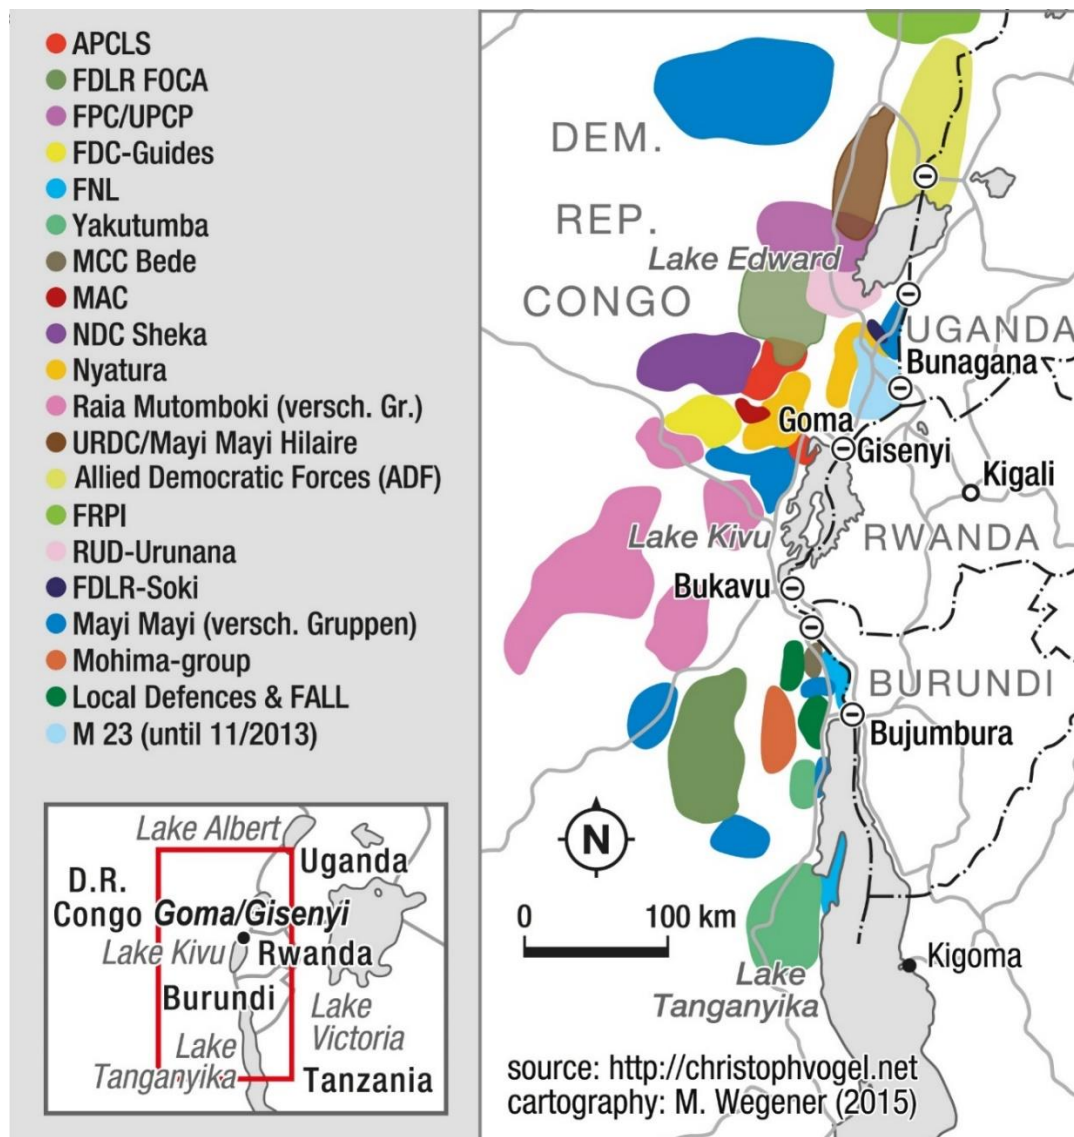 APCLS
FDLR FOCA
FPC/UPCP
FDC-Guides
FNL
Yakutumba
MCC Bede
MAC
NDC Sheka
Nyatura
Raia Mutomboki (versch. Gr.)
URDC/Mayi Mayi Hilaire
Allied Democratic Forces (ADF)
FRPI
RUD-Urunana
FDLR-Soki
Mayi Mayi (versch. Gruppen)
Mohima-group
Local Defences & FALL
M 23 (until 11/2013)
Lake Albert
Uganda
D.R.
Congo
Goma/Gisenyi
Lake Kivu
Rwanda
Burundi
Lake
Victoria
Lake
Tanganyika
Tanzania
DEM.
REP.
CONGO
Lake Edward
UGANDA
Bunagana
Goma
Gisenyi
Kigali
Lake Kivu
RWANDA
Bukavu
BURUNDI
Bujumbura
N
0 100 km
Kigoma
Lake
Tanganyika
source: http://christophvogel.net
cartography: M. Wegener (2015)